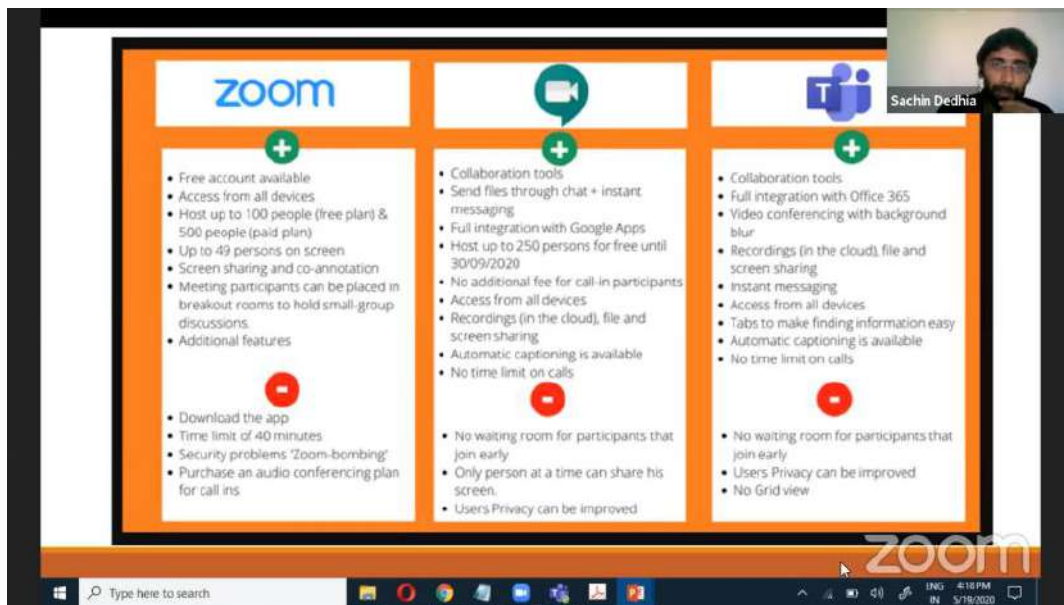 zoom
T
Sachin Dedhia
+
• Free account available
• Access from all devices
• Host up to 100 people (free plan) &
500 people (paid plan)
• Up to 49 persons on screen
• Screen sharing and co-annotation
• Meeting participants can be placed in
breakout rooms to hold small-group
discussions.
• Additional features
-
• Download the app
• Time limit of 40 minutes
• Security problems 'Zoom-bombing'
• Purchase an audio conferencing plan
for call ins
+
• Collaboration tools
• Send files through chat + instant
messaging
• Full integration with Google Apps
• Host up to 250 persons for free until
30/09/2020
• No additional fee for call-in participants
• Access from all devices
• Recordings (in the cloud), file and
screen sharing
• Automatic captioning is available
• No time limit on calls
-
• No waiting room for participants that
join early
• Only person at a time can share his
screen.
• Users Privacy can be improved
+
• Collaboration tools
• Full integration with Office 365
• Video conferencing with background
blur
• Recordings (in the cloud), file and
screen sharing
• Instant messaging
• Access from all devices
• Tabs to make finding information easy
• Automatic captioning is available
• No time limit on calls
-
• No waiting room for participants that
join early
• Users Privacy can be improved
• No Grid view
zoom
Type here to search
ENG
IN
4:18 PM
5/19/2020